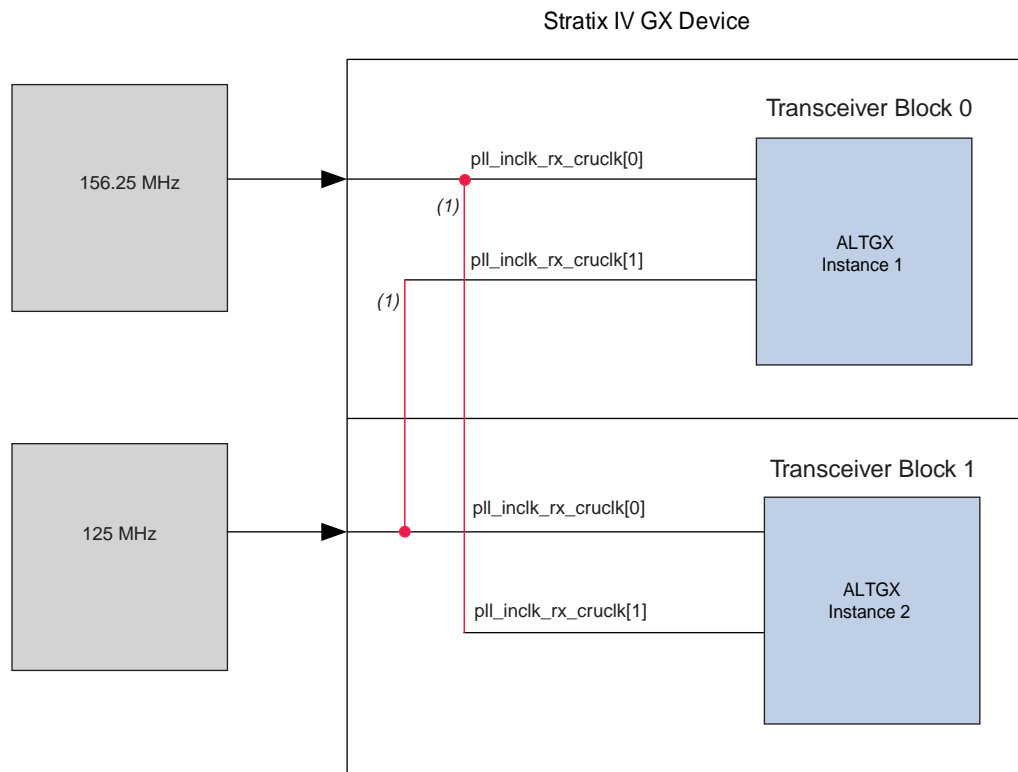 Stratix IV GX Device
Transceiver Block 0
pll_inclk_rx_cruclk[0]
156.25 MHz
(1)
ALTGX
Instance 1
pll_inclk_rx_cruclk[1]
(1)
Transceiver Block 1
pll_inclk_rx_cruclk[0]
125 MHz
ALTGX
Instance 2
pll_inclk_rx_cruclk[1]